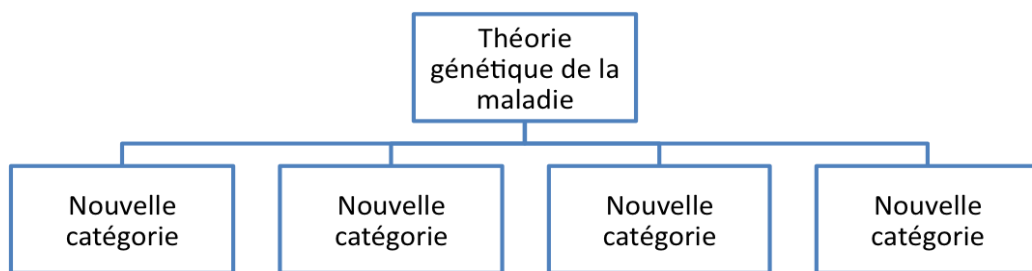 Théorie
génétique de la
maladie
Nouvelle
catégorie
Nouvelle
catégorie
Nouvelle
catégorie
Nouvelle
catégorie